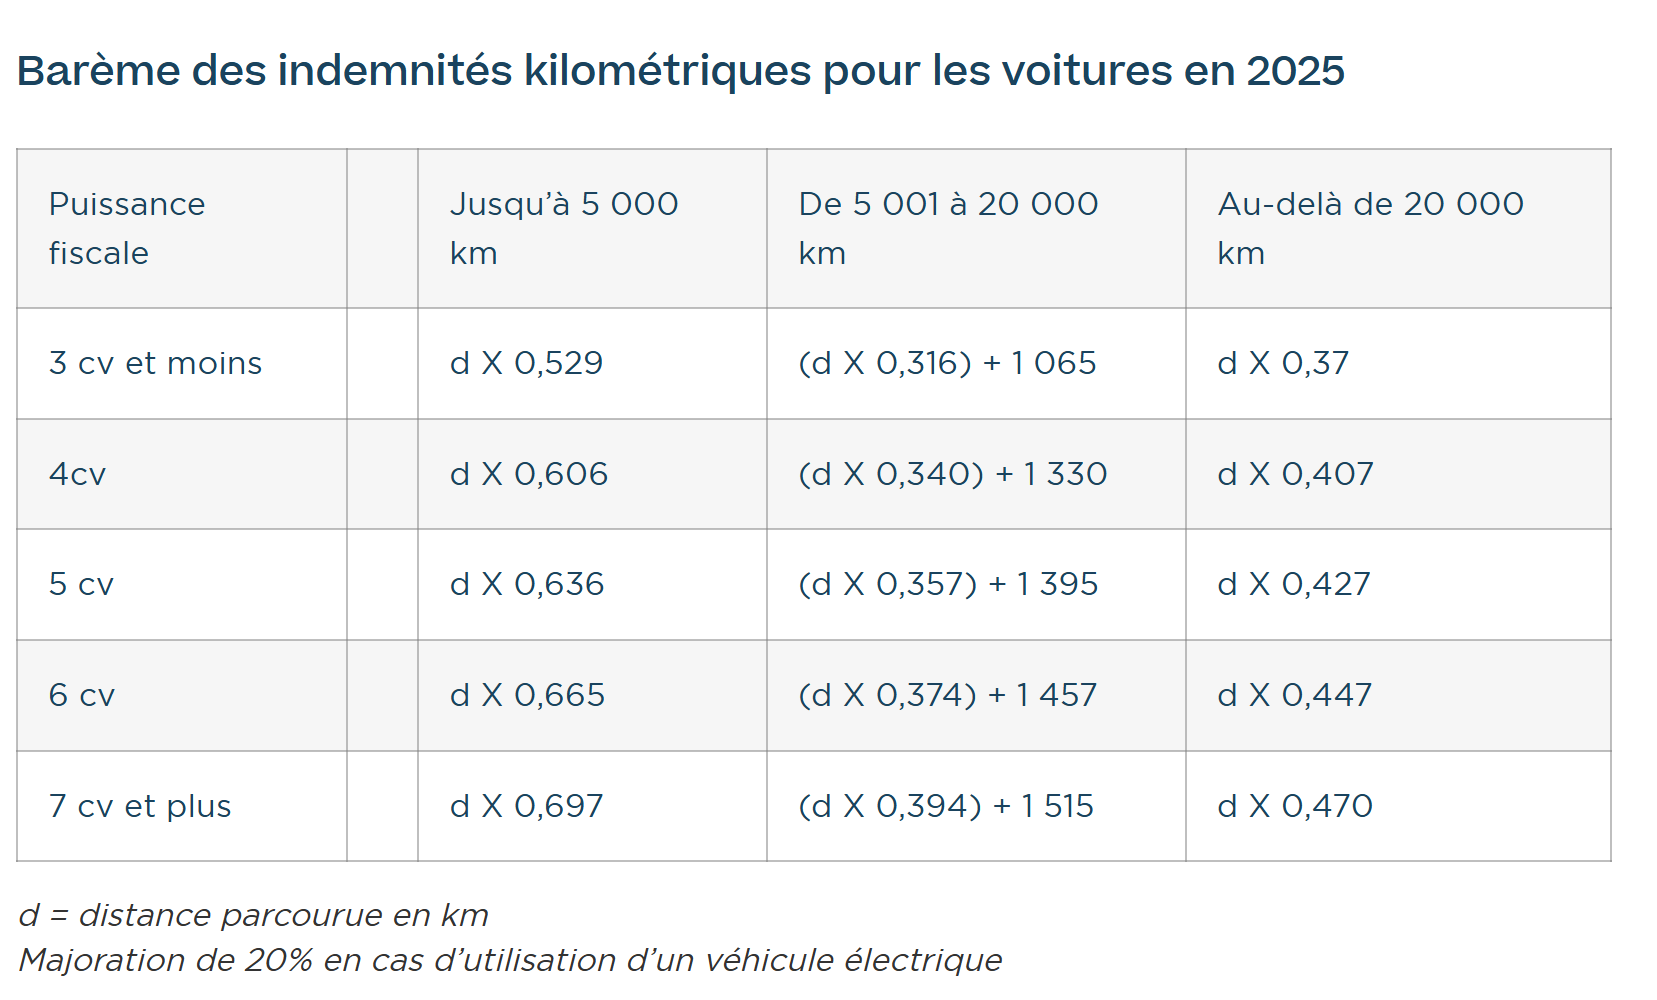 Barème des indemnités kilométriques pour les voitures en 2025
Puissance fiscale
Jusqu’à 5 000 km
De 5 001 à 20 000 km
Au-delà de 20 000 km
3 cv et moins
d X 0,529
(d X 0,316) + 1 065
d X 0,37
4cv
d X 0,606
(d X 0,340) + 1 330
d X 0,407
5 cv
d X 0,636
(d X 0,357) + 1 395
d X 0,427
6 cv
d X 0,665
(d X 0,374) + 1 457
d X 0,447
7 cv et plus
d X 0,697
(d X 0,394) + 1 515
d X 0,470
d = distance parcourue en km
Majoration de 20% en cas d’utilisation d’un véhicule électrique